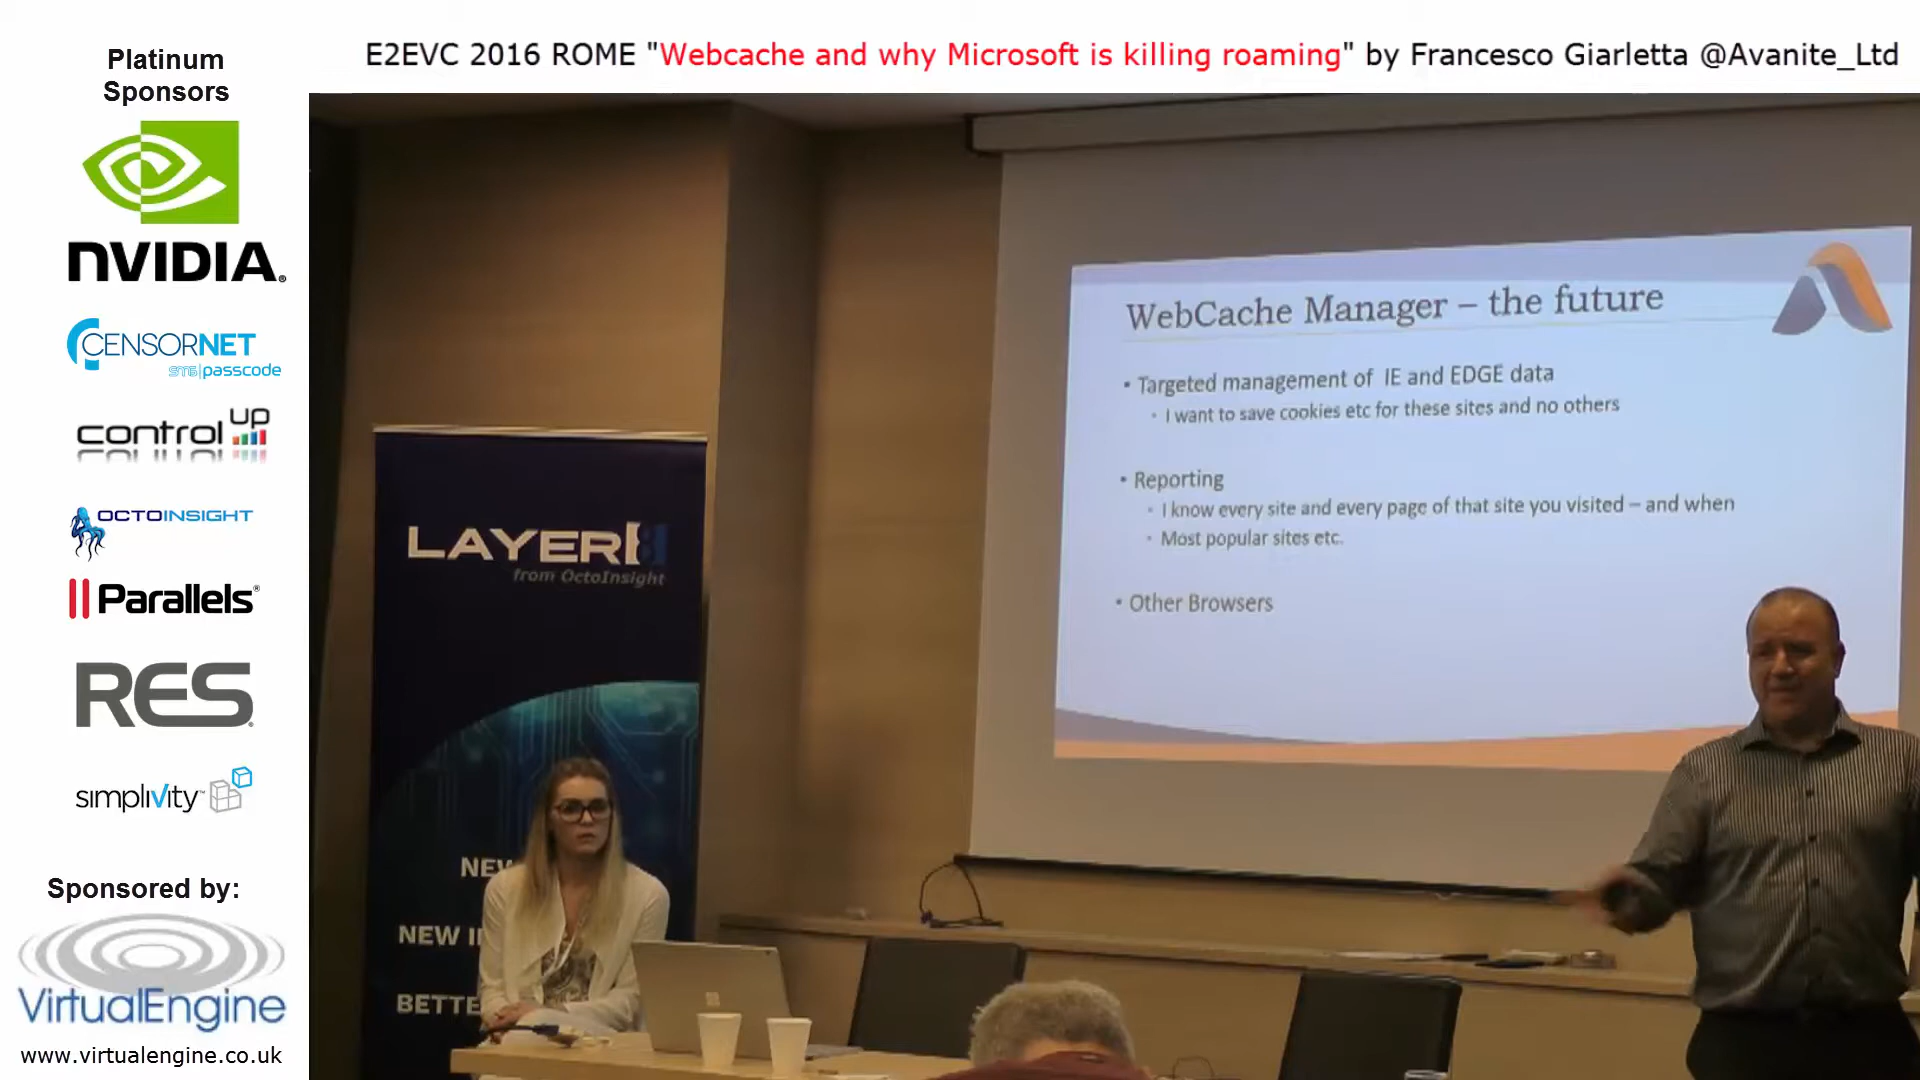 E2EVC 2016 ROME "Webcache and why Microsoft is killing roaming" by Francesco Giarletta @Avanite_Ltd
Platinum
Sponsors
NVIDIA.
CENSORNET
passcode
control UP
OCTOINSIGHT
Parallels®
RES
simplivity™
Sponsored by:
VirtualEngine
www.virtualengine.co.uk
LAYER8
from OctoInsight
NEW
NEW I
BETTE
WebCache Manager – the future
• Targeted management of IE and EDGE data
• I want to save cookies etc for these sites and no others
• Reporting
• I know every site and every page of that site you visited – and when
• Most popular sites etc.
• Other Browsers